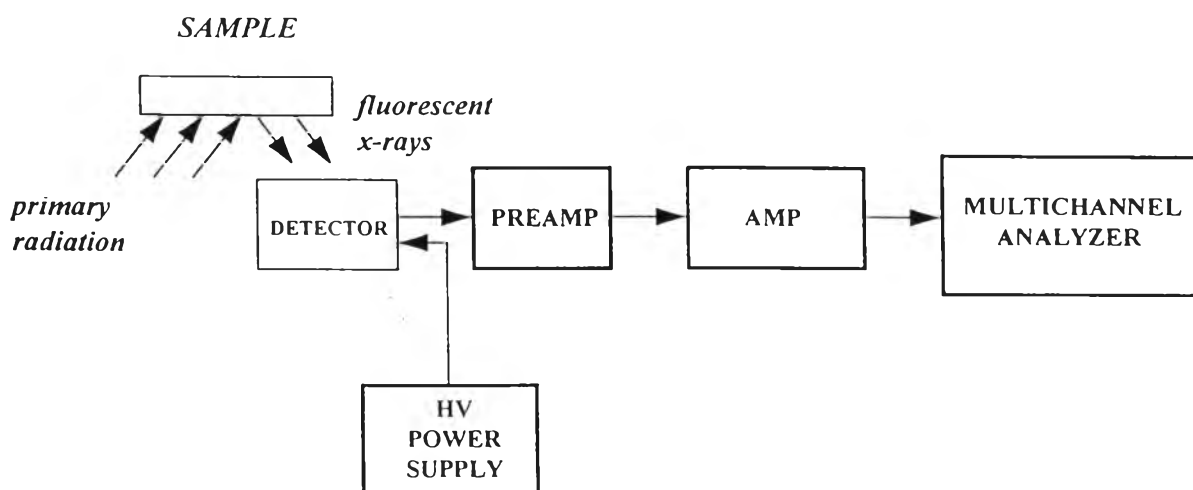 SAMPLE
fluorescent
x-rays
primary
radiation
DETECTOR
PREAMP
AMP
MULTICHANNEL
ANALYZER
HV
POWER
SUPPLY